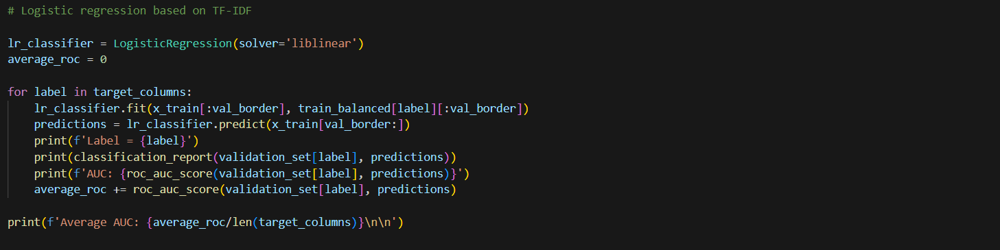 # Logistic regression based on TF-IDF
lr_classifier = LogisticRegression(solver='liblinear')
average_roc = 0
for label in target_columns:
    lr_classifier.fit(x_train[:val_border], train_balanced[label][:val_border])
    predictions = lr_classifier.predict(x_train[val_border:])
    print(f'Label = {label}')
    print(classification_report(validation_set[label], predictions))
    print(f'AUC: {roc_auc_score(validation_set[label], predictions)}')
    average_roc += roc_auc_score(validation_set[label], predictions)
print(f'Average AUC: {average_roc/len(target_columns)}\n\n')